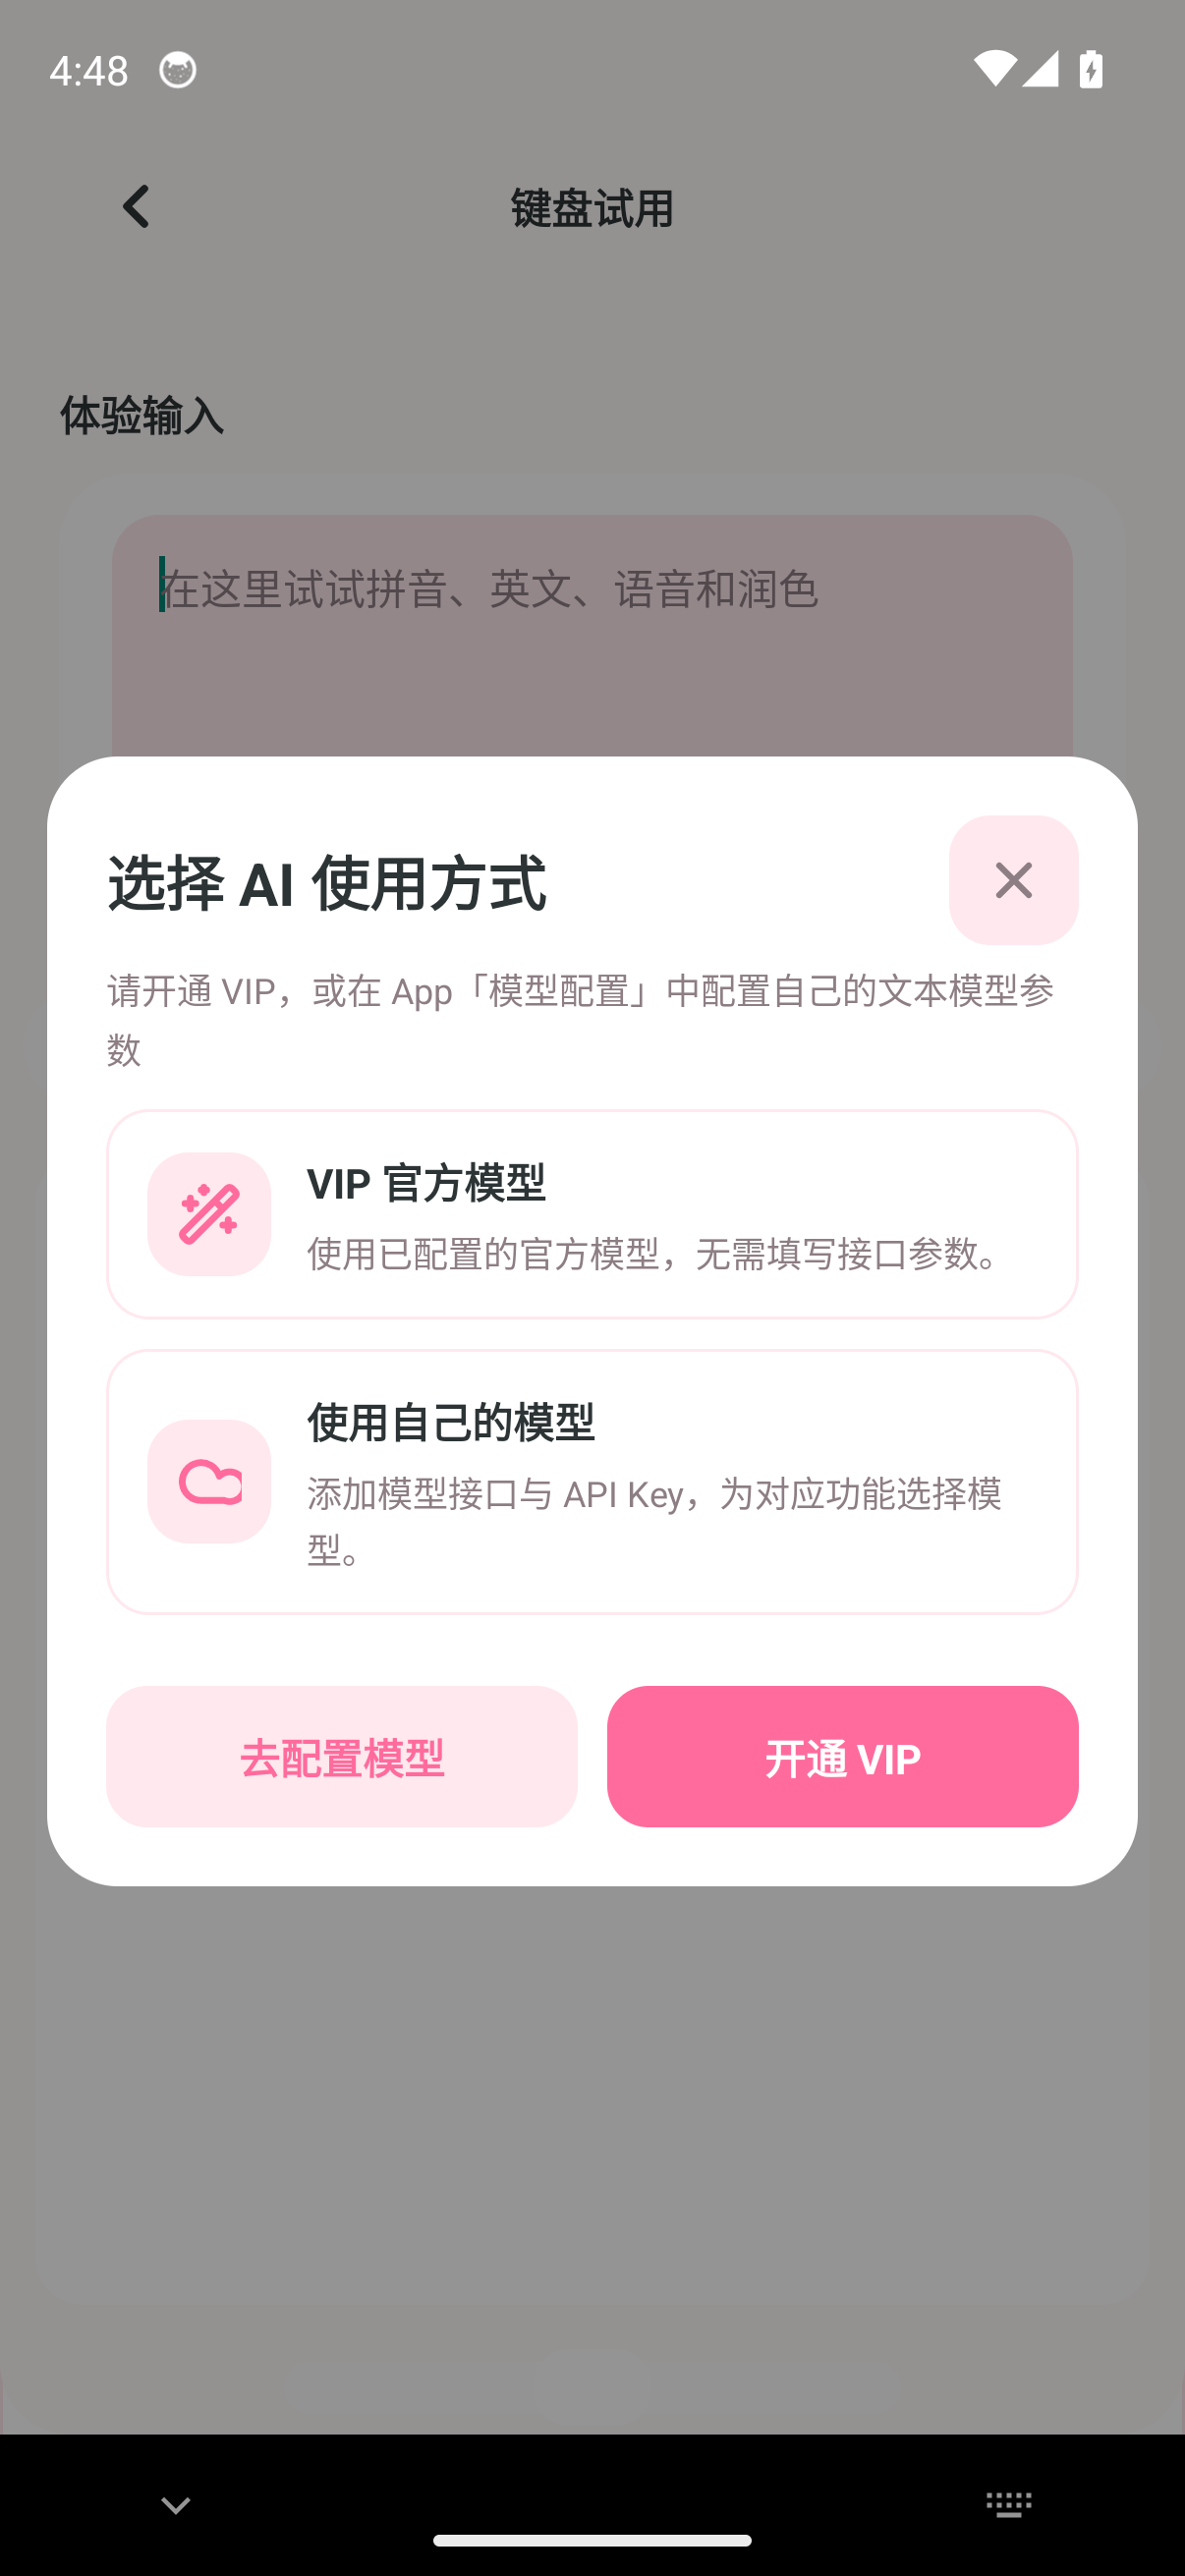 4:48
键盘试用
体验输入
在这里试试拼音、英文、语音和润色
选择 AI 使用方式
请开通 VIP，或在 App「模型配置」中配置自己的文本模型参
数
VIP 官方模型
使用已配置的官方模型，无需填写接口参数。
使用自己的模型
添加模型接口与 API Key，为对应功能选择模
型。
去配置模型
开通 VIP